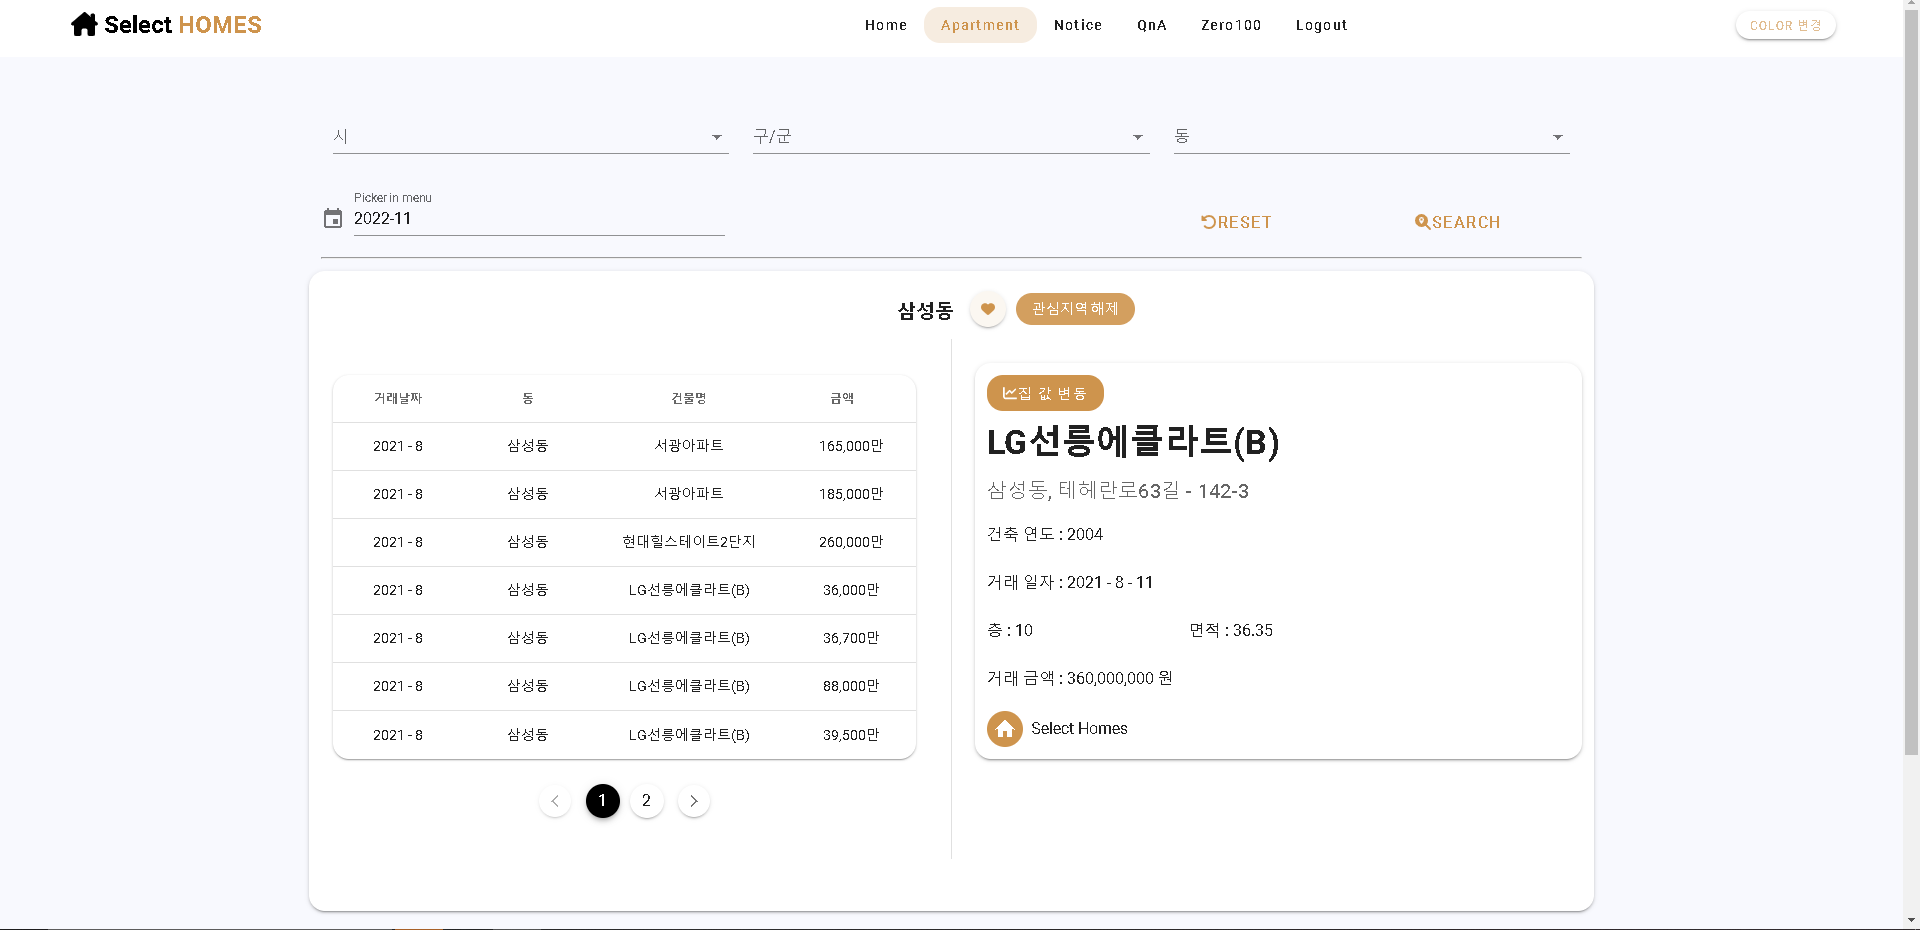 Select HOMES
Home Apartment Notice QnA Zero100 Logout
COLOR 변경
시 구/군 동
Picker in menu
2022-11
RESET SEARCH
삼성동 관심지역해제
거래날짜 동 건물명 금액
2021 - 8 삼성동 서광아파트 165,000만
2021 - 8 삼성동 서광아파트 185,000만
2021 - 8 삼성동 현대힐스테이트2단지 260,000만
2021 - 8 삼성동 LG선릉에클라트(B) 36,000만
2021 - 8 삼성동 LG선릉에클라트(B) 36,700만
2021 - 8 삼성동 LG선릉에클라트(B) 88,000만
2021 - 8 삼성동 LG선릉에클라트(B) 39,500만
1 2
집 값 변동
LG선릉에클라트(B)
삼성동, 테헤란로63길 - 142-3
건축 연도 : 2004
거래 일자 : 2021 - 8 - 11
층 : 10 면적 : 36.35
거래 금액 : 360,000,000 원
Select Homes